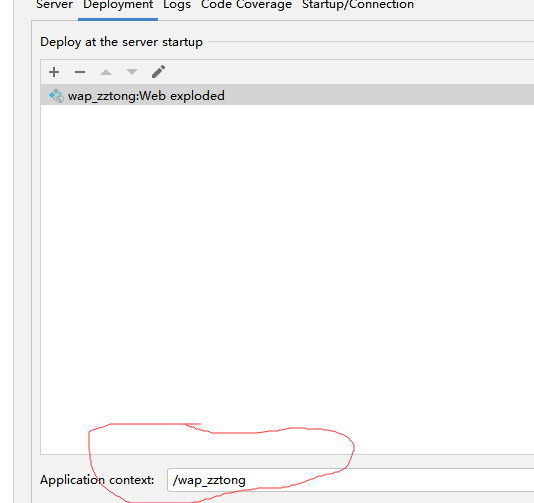 Server Deployment Logs Code Coverage Startup/Connection
Deploy at the server startup
wap_zztong:Web exploded
Application context: /wap_zztong